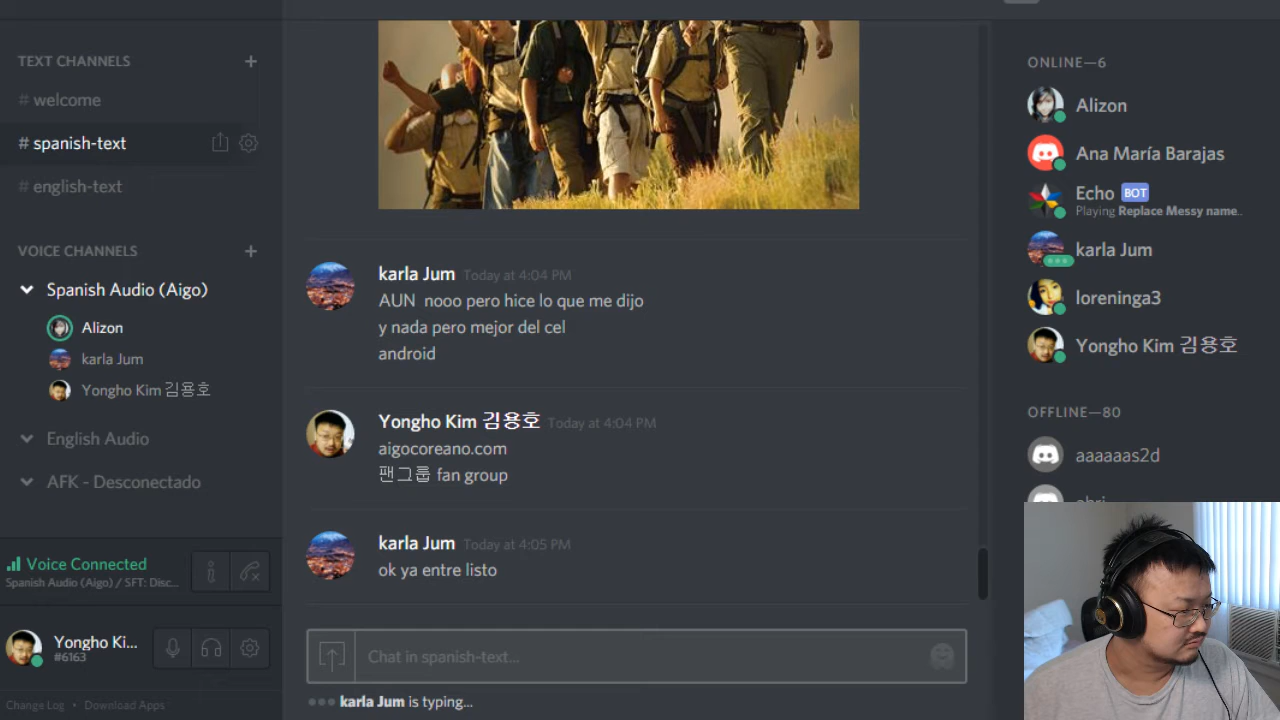 TEXT CHANNELS +
# welcome
# spanish-text
# english-text
VOICE CHANNELS +
Spanish Audio (Aigo)
Alizon
karla Jum
Yongho Kim 김용호
English Audio
AFK - Desconectado
Voice Connected
Spanish Audio (Aigo) / SFT: Disc...
Yongho Ki...
#6163
Change Log • Download Apps
karla Jum Today at 4:04 PM
AUN nooo pero hice lo que me dijo
y nada pero mejor del cel
android
Yongho Kim 김용호 Today at 4:04 PM
aigocoreano.com
팬그룹 fan group
karla Jum Today at 4:05 PM
ok ya entre listo
Chat in spanish-text...
karla Jum is typing...
ONLINE—6
Alizon
Ana María Barajas
Echo BOT
Playing Replace Messy name..
karla Jum
loreninga3
Yongho Kim 김용호
OFFLINE—80
aaaaaas2d